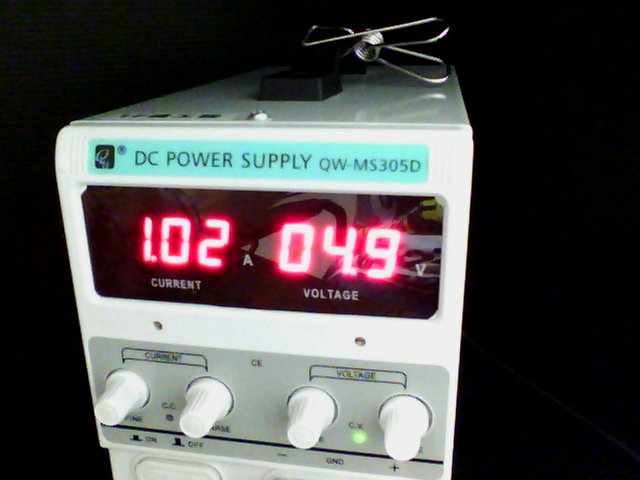 DC POWER SUPPLY QW-MS305D
1.02 A 04.9 V
CURRENT VOLTAGE
CURRENT CE VOLTAGE
C.C. C.V.
ON OFF GND +